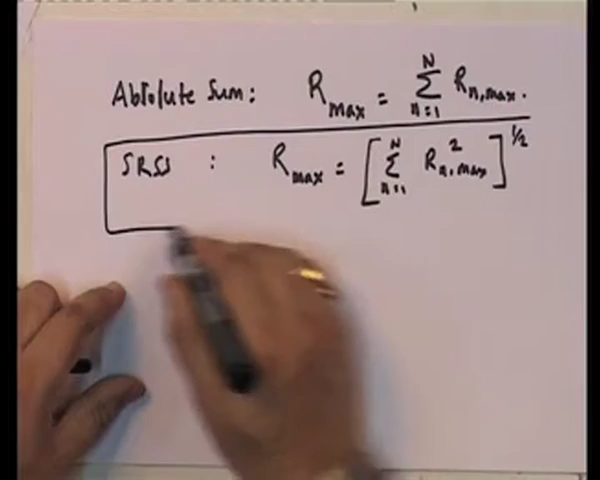 Absolute Sum: R_max = Σ_{n=1}^{N} R_{n,max}.
SRSS : R_max = [Σ_{n=1}^{N} R_{n,max}^2]^{1/2}